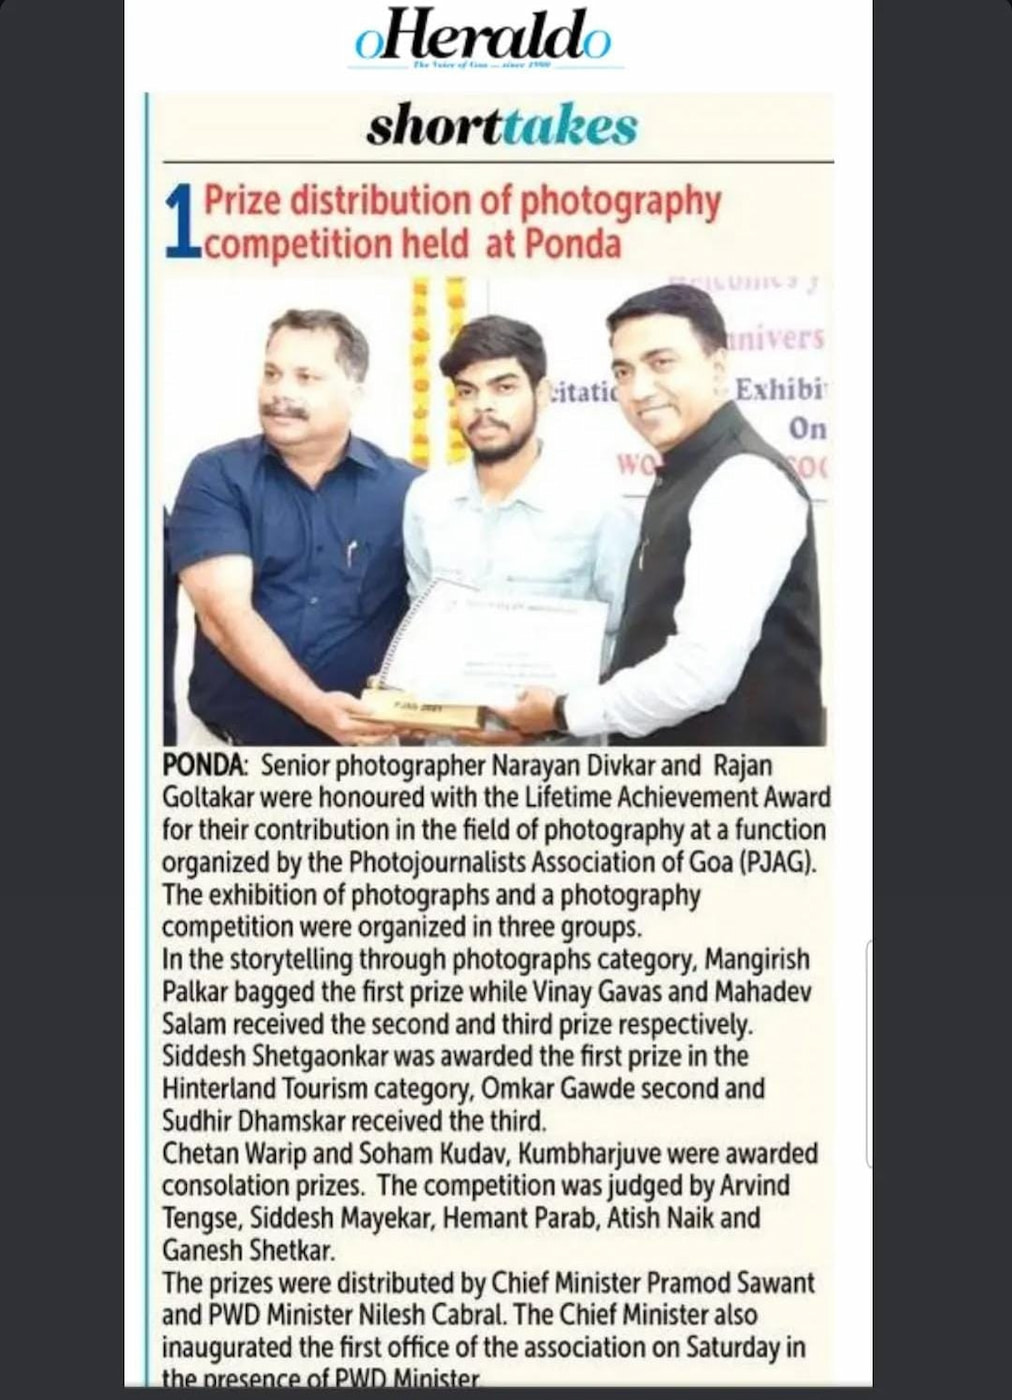 oHeraldo
The Voice of Goa — since 1900
shorttakes
1 Prize distribution of photography
competition held at Ponda
nivers
itatio
Exhibi
On
WO
SOC
PJAG 2021
PONDA: Senior photographer Narayan Divkar and Rajan
Goltakar were honoured with the Lifetime Achievement Award
for their contribution in the field of photography at a function
organized by the Photojournalists Association of Goa (PJAG).
The exhibition of photographs and a photography
competition were organized in three groups.
In the storytelling through photographs category, Mangirish
Palkar bagged the first prize while Vinay Gavas and Mahadev
Salam received the second and third prize respectively.
Siddesh Shetgaonkar was awarded the first prize in the
Hinterland Tourism category, Omkar Gawde second and
Sudhir Dhamskar received the third.
Chetan Warip and Soham Kudav, Kumbharjuve were awarded
consolation prizes. The competition was judged by Arvind
Tengse, Siddesh Mayekar, Hemant Parab, Atish Naik and
Ganesh Shetkar.
The prizes were distributed by Chief Minister Pramod Sawant
and PWD Minister Nilesh Cabral. The Chief Minister also
inaugurated the first office of the association on Saturday in
the presence of PWD Minister